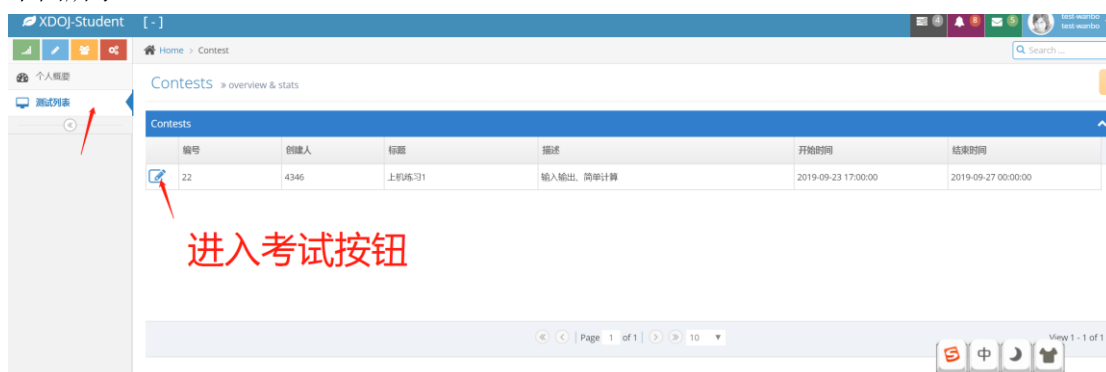 XDOJ-Student [ - ] 4 8 5 test-wanbo
test-wanbo
Home > Contest Search ...
个人概要
Contests » overview & stats
测试列表
Contests
编号 创建人 标题 描述 开始时间 结束时间
22 4346 上机练习1 输入输出、简单计算 2019-09-23 17:00:00 2019-09-27 00:00:00
进入考试按钮
Page 1 of 1 10 View 1 - 1 of 1
S 中